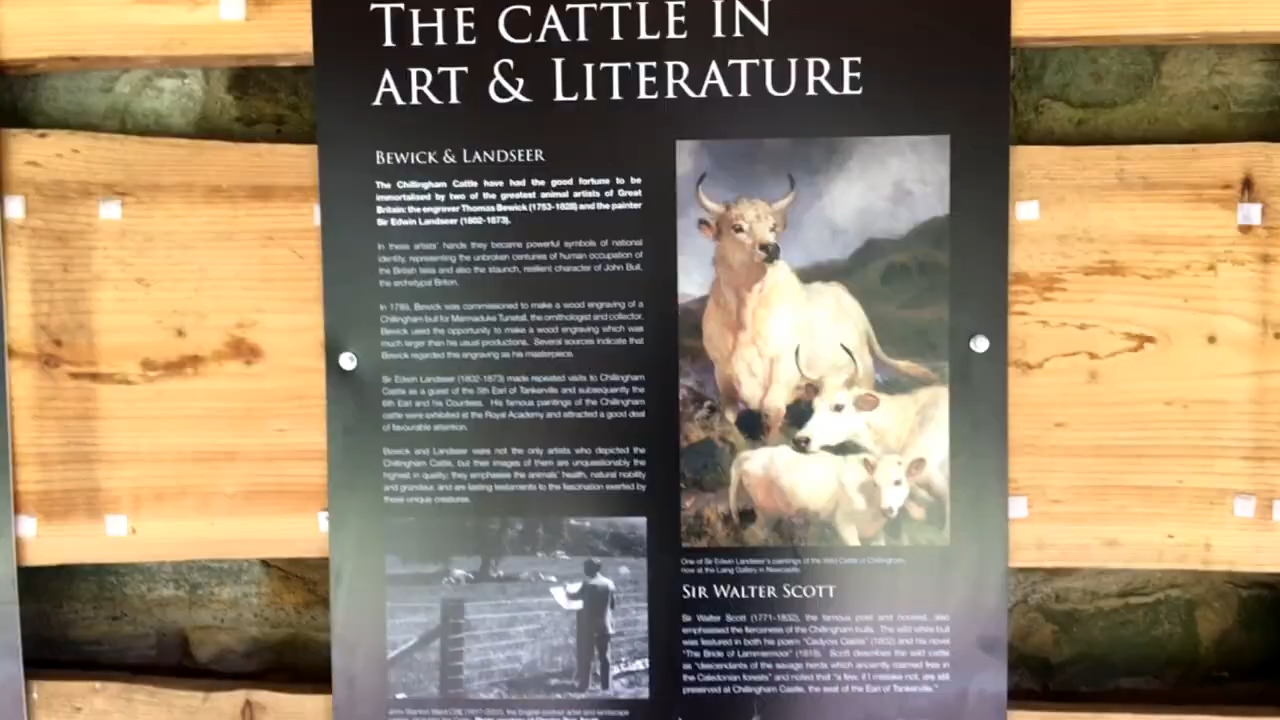 THE CATTLE IN
ART & LITERATURE
BEWICK & LANDSEER
The Chillingham Cattle have had the good fortune to be
immortalised by two of the greatest animal artists of Great
Britain: the engraver Thomas Bewick (1753-1828) and the painter
Sir Edwin Landseer (1802-1873).
In these artists' hands they became powerful symbols of national
identity, representing the unbroken centuries of human occupation of
the British Isles and also the staunch, resilient character of John Bull,
the archetypal Briton.
In 1789, Bewick was commissioned to make a wood engraving of a
Chillingham bull for Marmaduke Tunstall, the ornithologist and collector.
Bewick used the opportunity to make a wood engraving which was
much larger than his usual productions. Several sources indicate that
Bewick regarded this engraving as his masterpiece.
Sir Edwin Landseer (1802-1873) made repeated visits to Chillingham
Castle as a guest of the 5th Earl of Tankerville and subsequently the
6th Earl and his Countess. His famous paintings of the Chillingham
cattle were exhibited at the Royal Academy and attracted a good deal
of favourable attention.
Bewick and Landseer were not the only artists who depicted the
Chillingham Cattle, but their images of them are unquestionably the
highest in quality; they emphasise the animals' health, natural nobility
and grandeur, and are lasting testaments to the fascination exerted by
these unique creatures.
One of Sir Edwin Landseer's paintings of the Wild Cattle of Chillingham,
now at the Laing Gallery in Newcastle.
SIR WALTER SCOTT
Sir Walter Scott (1771-1832), the famous poet and novelist, also
emphasised the fierceness of the Chillingham bulls. The wild white bull
was featured in both his poem "Cadyow Castle" (1802) and his novel
"The Bride of Lammermoor" (1819). Scott describes the wild cattle
as "descendants of the savage herds which anciently roamed free in
the Caledonian forests" and noted that "a few, if I mistake not, are still
preserved at Chillingham Castle, the seat of the Earl of Tankerville."